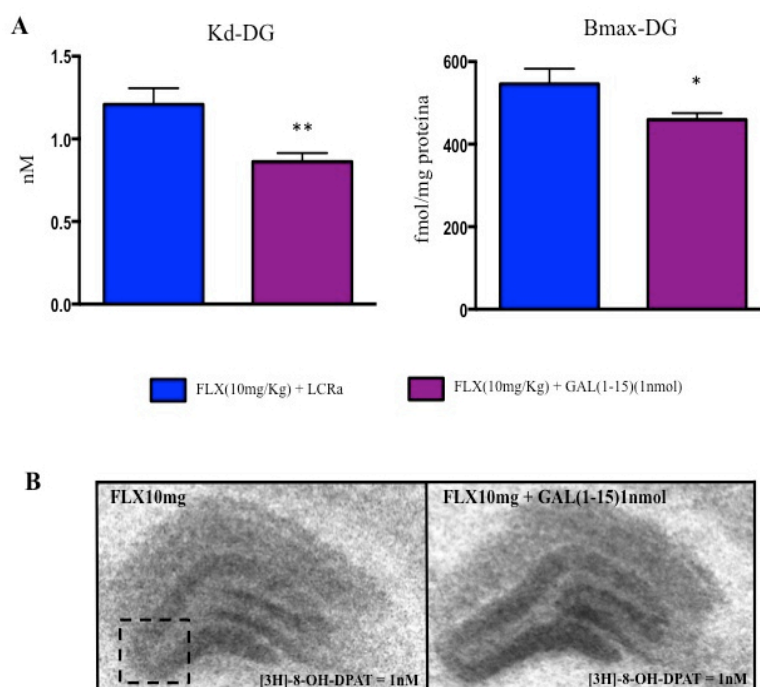 A
Kd-DG
Bmax-DG
1.5
1.0
0.5
0.0
nM
**
600
400
200
0
fmol/mg proteína
*
FLX(10mg/Kg) + LCRa
FLX(10mg/Kg) + GAL(1-15)(1nmol)
B
FLX10mg
FLX10mg + GAL(1-15)1nmol
[3H]-8-OH-DPAT = 1nM
[3H]-8-OH-DPAT = 1nM